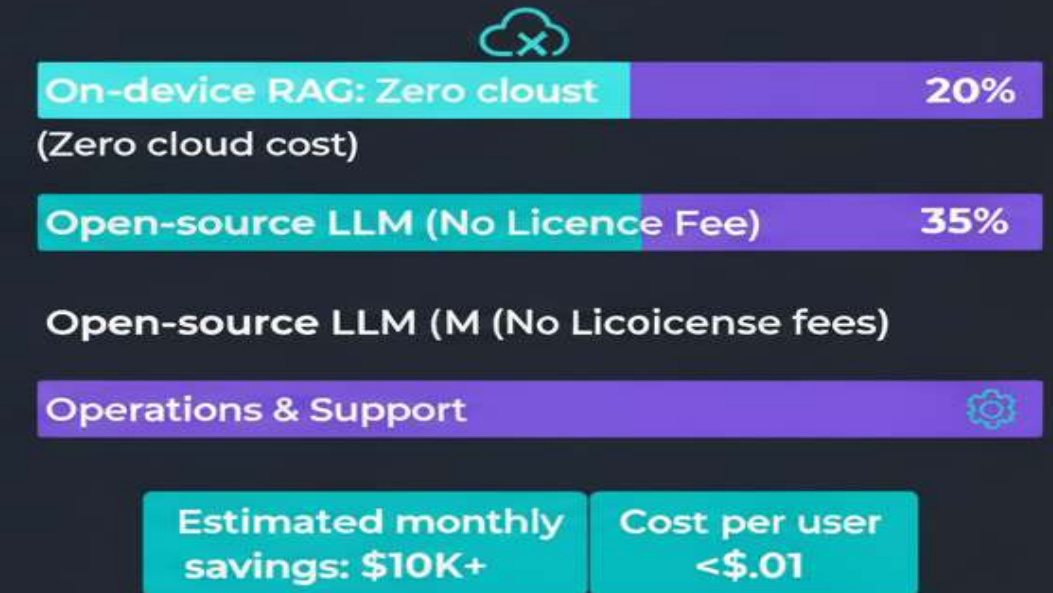 On-device RAG: Zero cloust 20%
(Zero cloud cost)
Open-source LLM (No Licence Fee) 35%
Open-source LLM (M (No Licoicense fees)
Operations & Support
Estimated monthly
savings: $10K+
Cost per user
<$.01